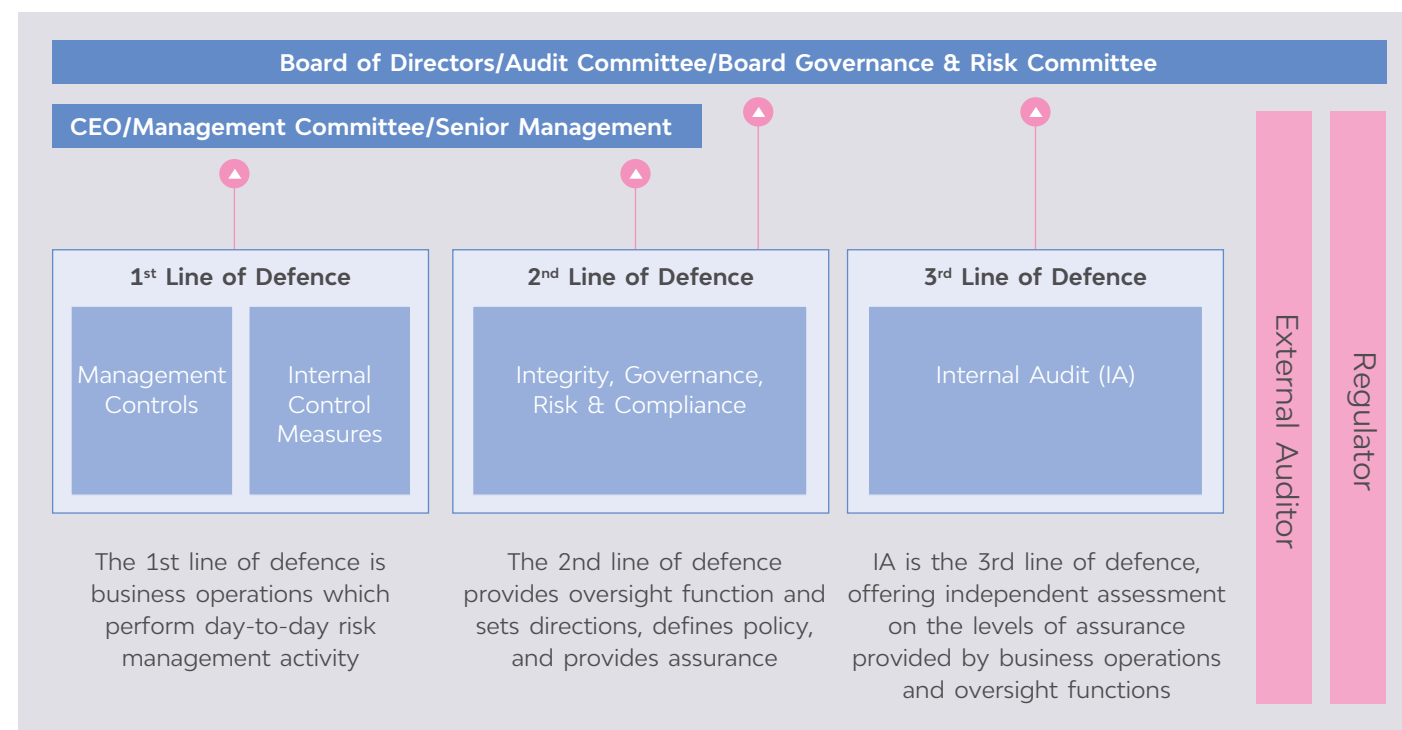 Board of Directors/Audit Committee/Board Governance & Risk Committee
CEO/Management Committee/Senior Management
1st Line of Defence
Management
Controls
Internal
Control
Measures
The 1st line of defence is
business operations which
perform day-to-day risk
management activity
2nd Line of Defence
Integrity, Governance,
Risk & Compliance
The 2nd line of defence
provides oversight function and
sets directions, defines policy,
and provides assurance
3rd Line of Defence
Internal Audit (IA)
IA is the 3rd line of defence,
offering independent assessment
on the levels of assurance
provided by business operations
and oversight functions
External Auditor
Regulator